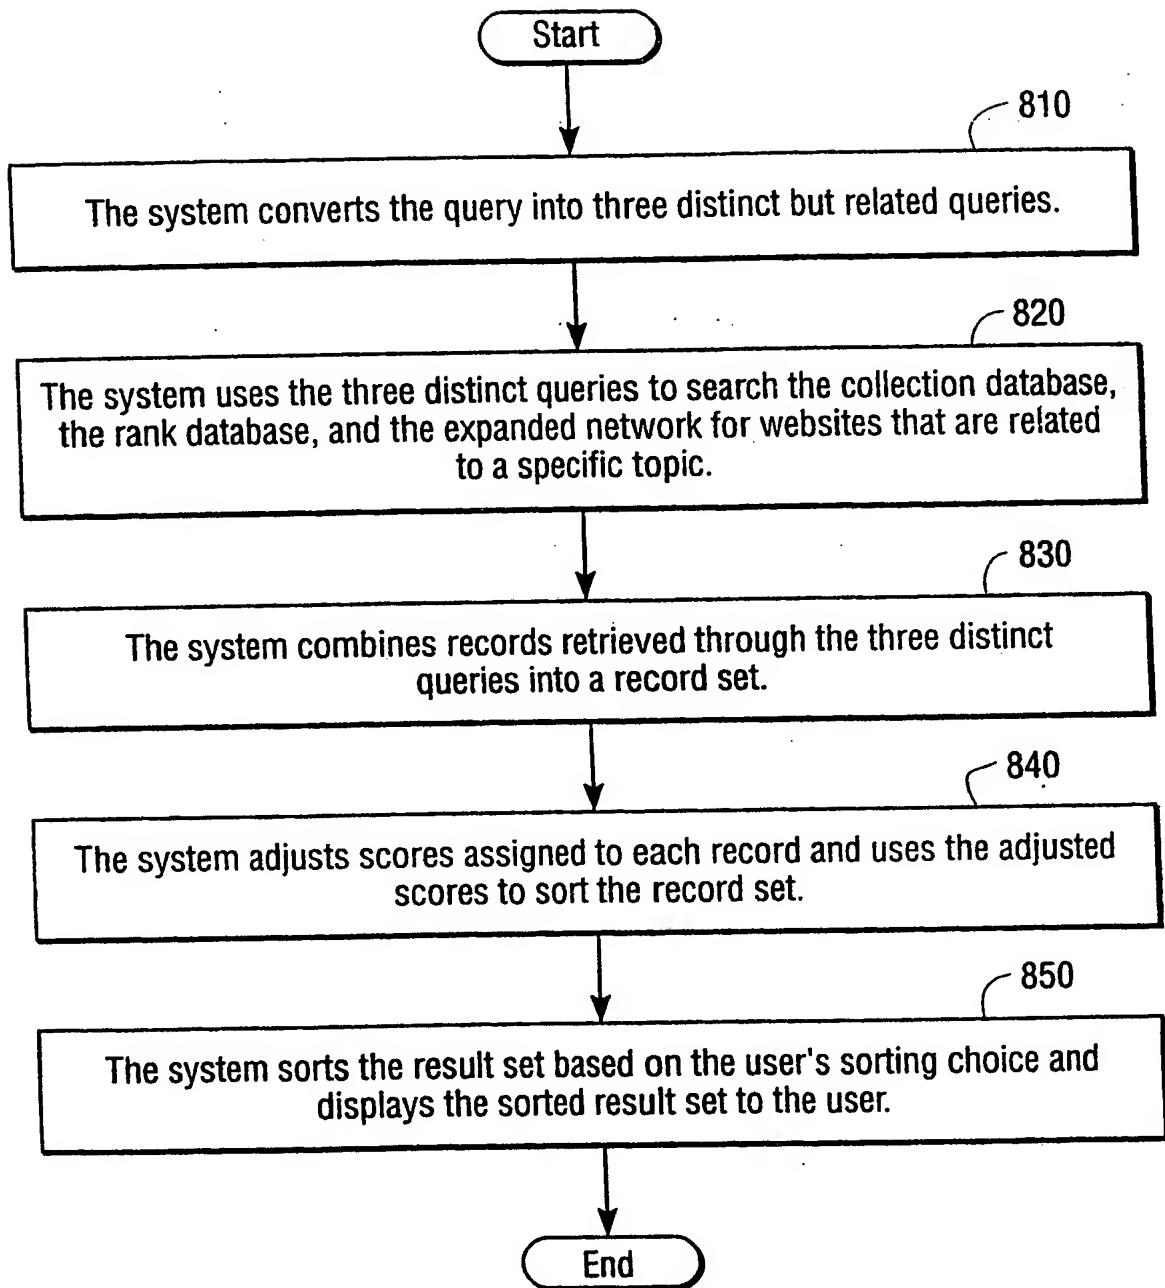 Start
810
The system converts the query into three distinct but related queries.
820
The system uses the three distinct queries to search the collection database,
the rank database, and the expanded network for websites that are related
to a specific topic.
830
The system combines records retrieved through the three distinct
queries into a record set.
840
The system adjusts scores assigned to each record and uses the adjusted
scores to sort the record set.
850
The system sorts the result set based on the user's sorting choice and
displays the sorted result set to the user.
End